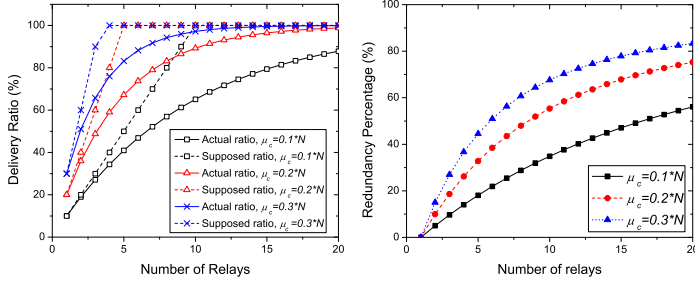 Delivery Ratio (%)
100
80
60
40
20
0
0
5
10
15
20
Number of Relays
Actual ratio, μc=0.1*N
Supposed ratio, μc=0.1*N
Actual ratio, μc=0.2*N
Supposed ratio, μc=0.2*N
Actual ratio, μc=0.3*N
Supposed ratio, μc=0.3*N
Redundancy Percentage (%)
100
80
60
40
20
0
0
5
10
15
20
Number of relays
μc=0.1*N
μc=0.2*N
μc=0.3*N